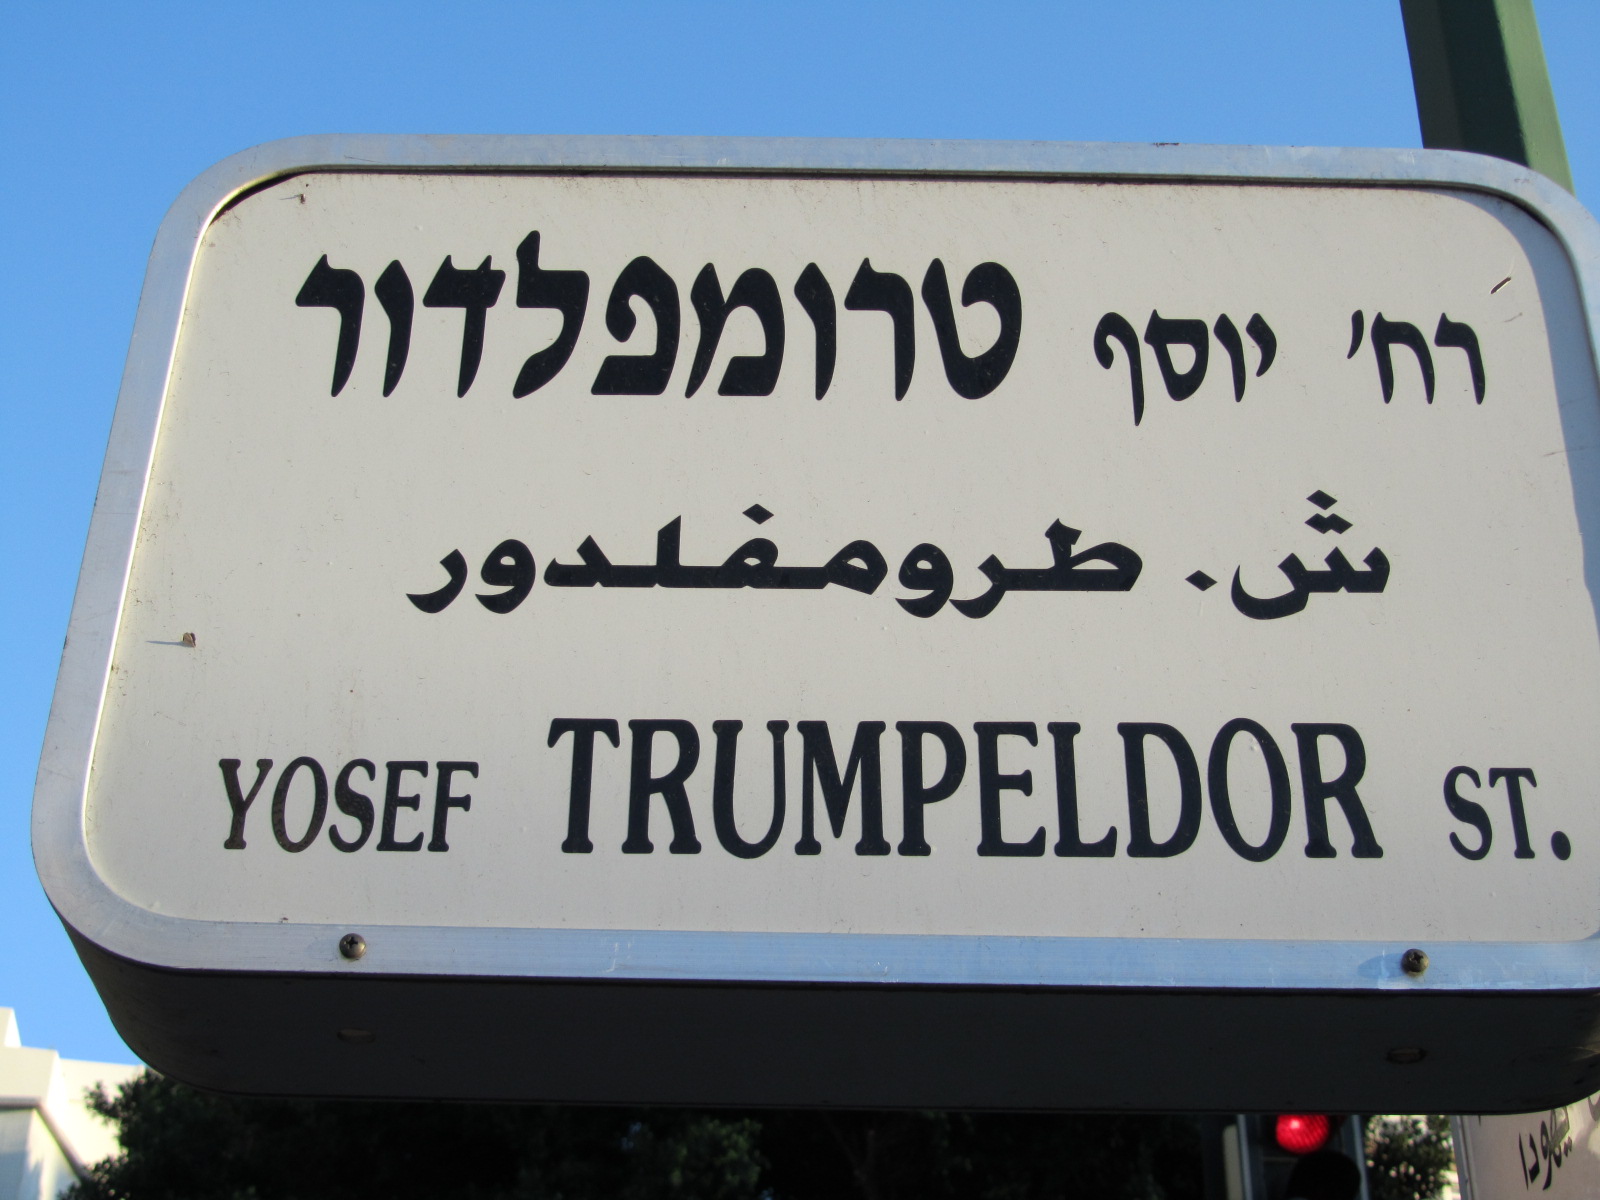 רח' יוסף טרומפלדור
ش. طرومفلدور
YOSEF TRUMPELDOR ST.